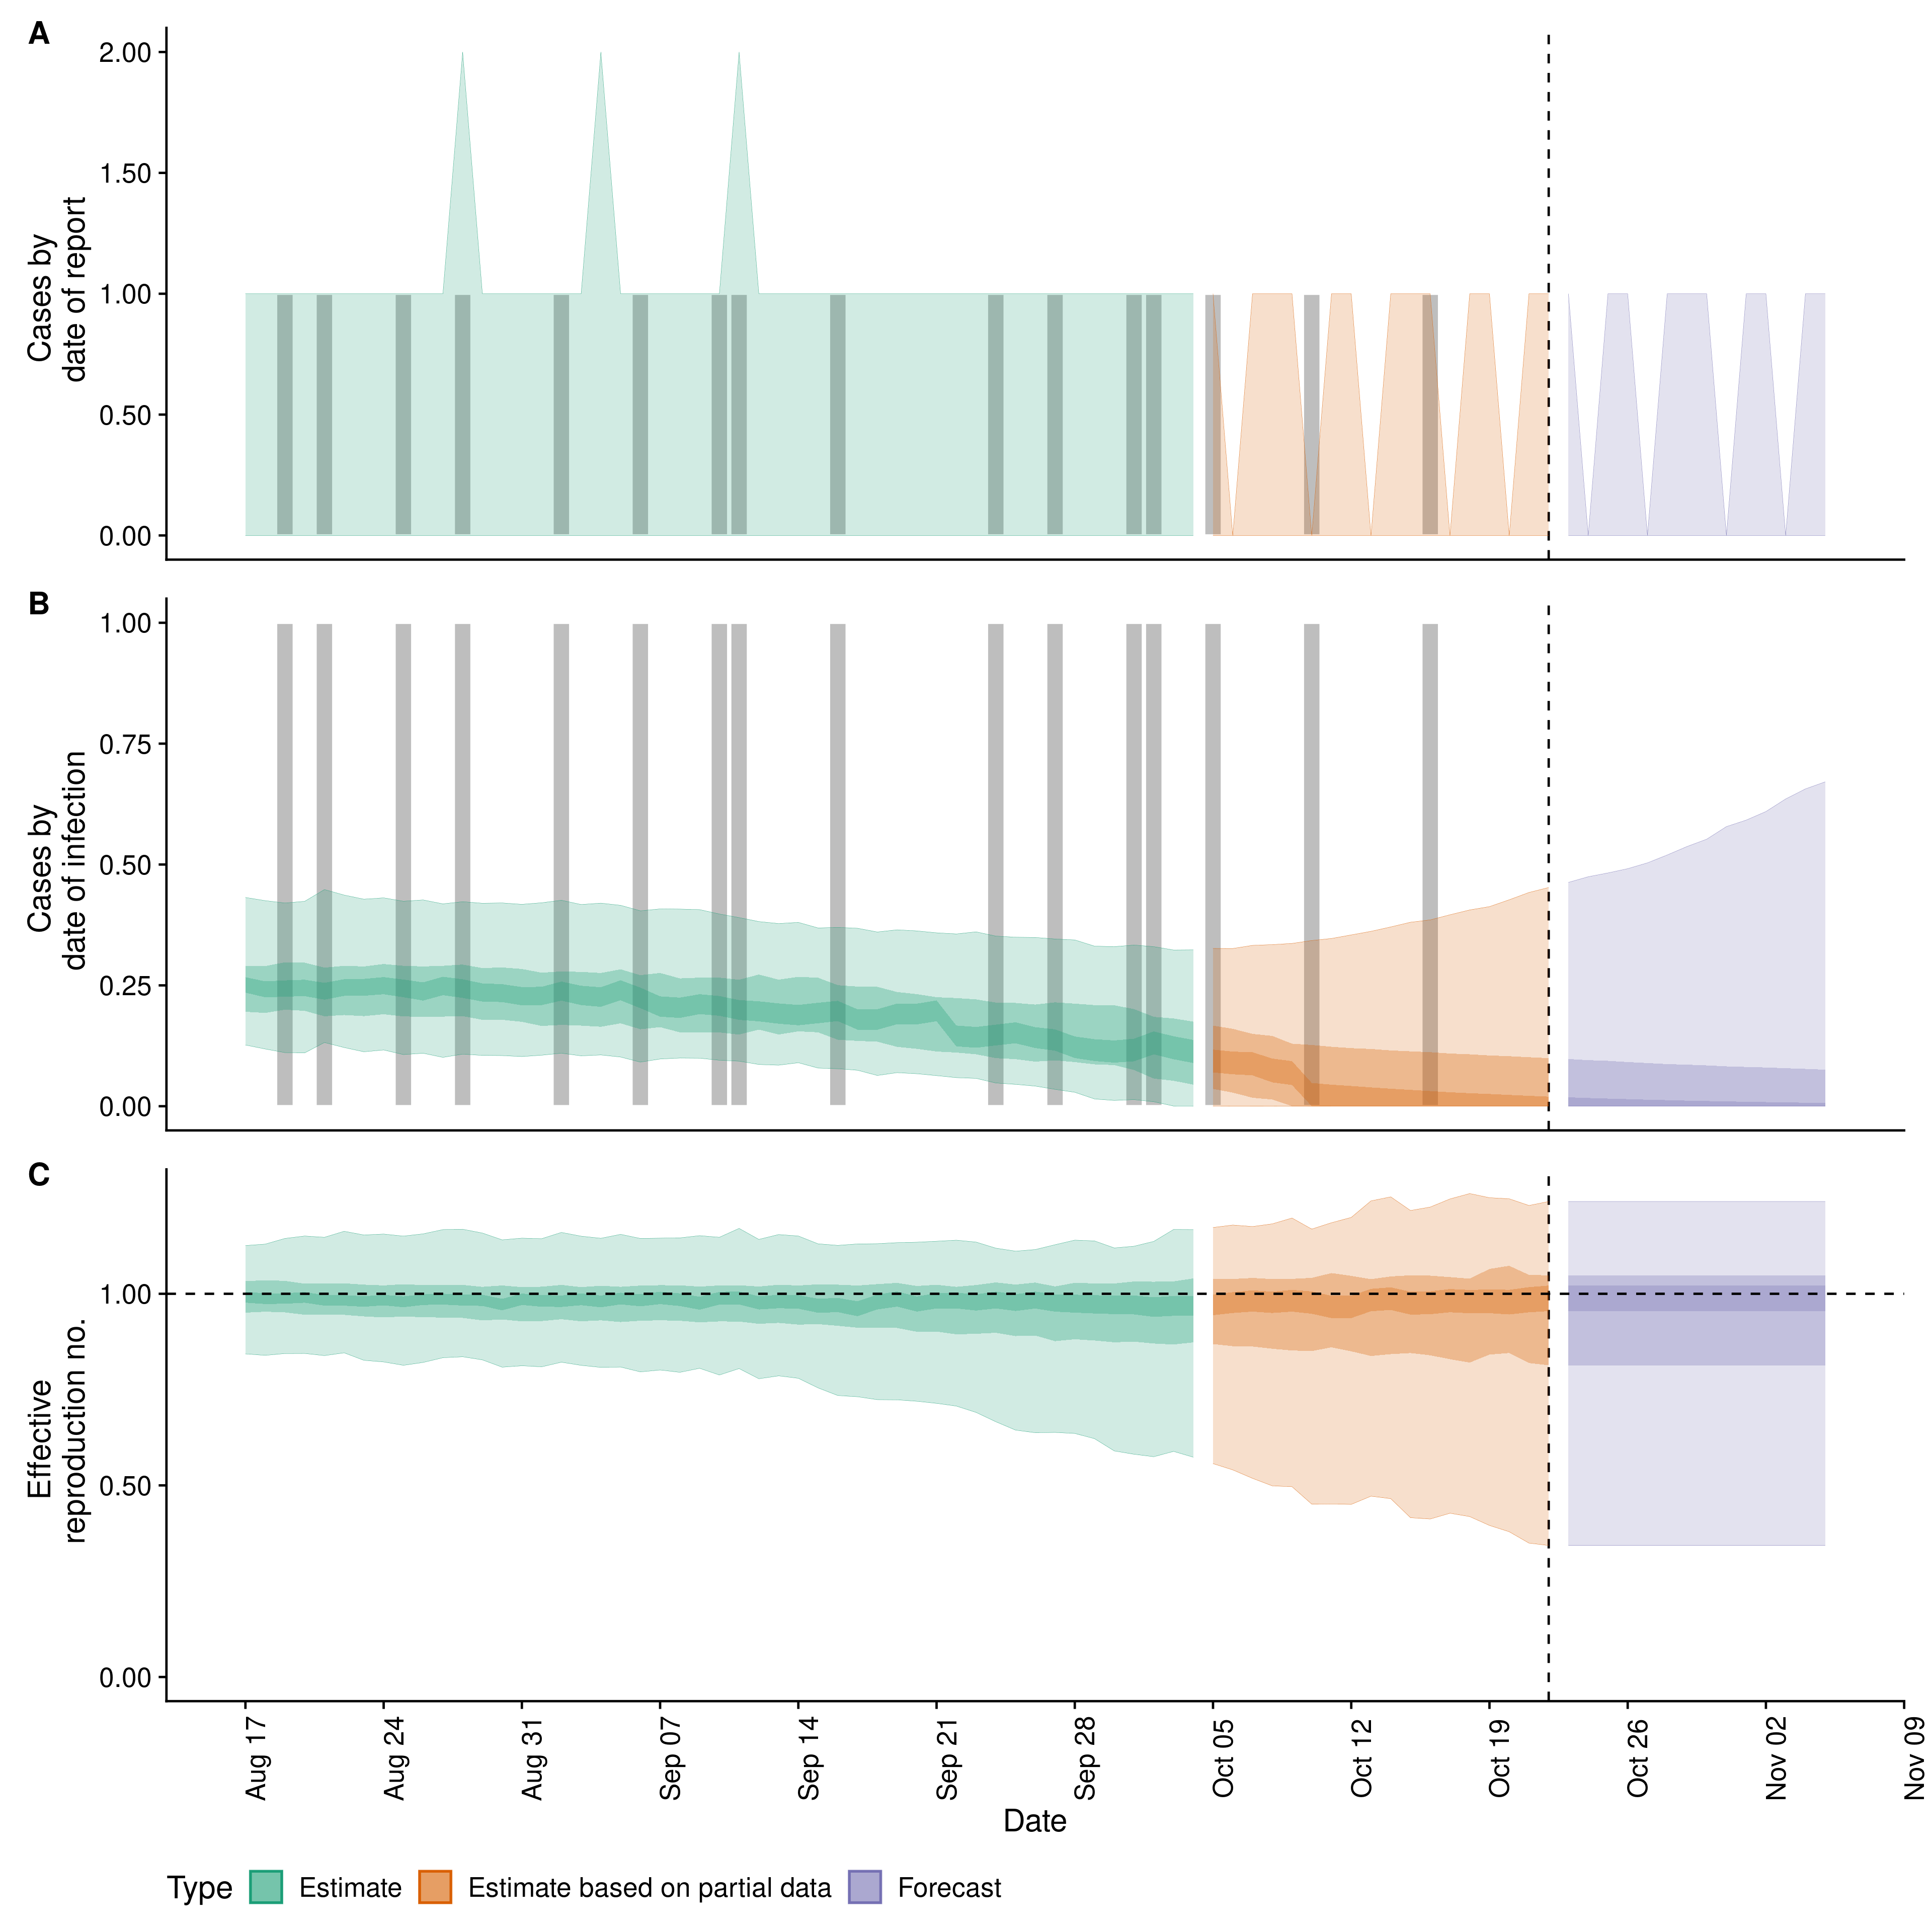 A
2.00
1.50
1.00
0.50
0.00
Cases by
date of report
B
1.00
0.75
0.50
0.25
0.00
Cases by
date of infection
C
1.00
0.50
0.00
Effective
reproduction no.
Aug 17
Aug 24
Aug 31
Sep 07
Sep 14
Sep 21
Sep 28
Oct 05
Oct 12
Oct 19
Oct 26
Nov 02
Nov 09
Date
Type Estimate Estimate based on partial data Forecast